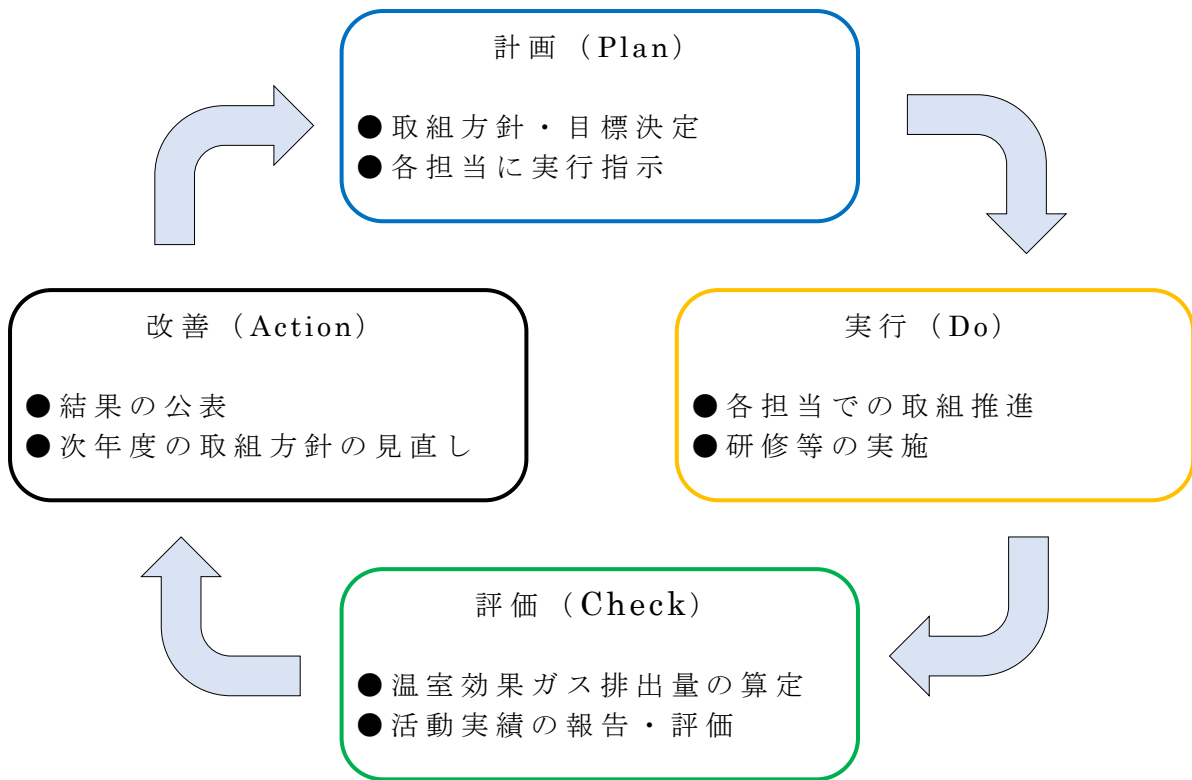 計画（Plan）
●取組方針・目標決定
●各担当に実行指示
改善（Action）
●結果の公表
●次年度の取組方針の見直し
実行（Do）
●各担当での取組推進
●研修等の実施
評価（Check）
●温室効果ガス排出量の算定
●活動実績の報告・評価